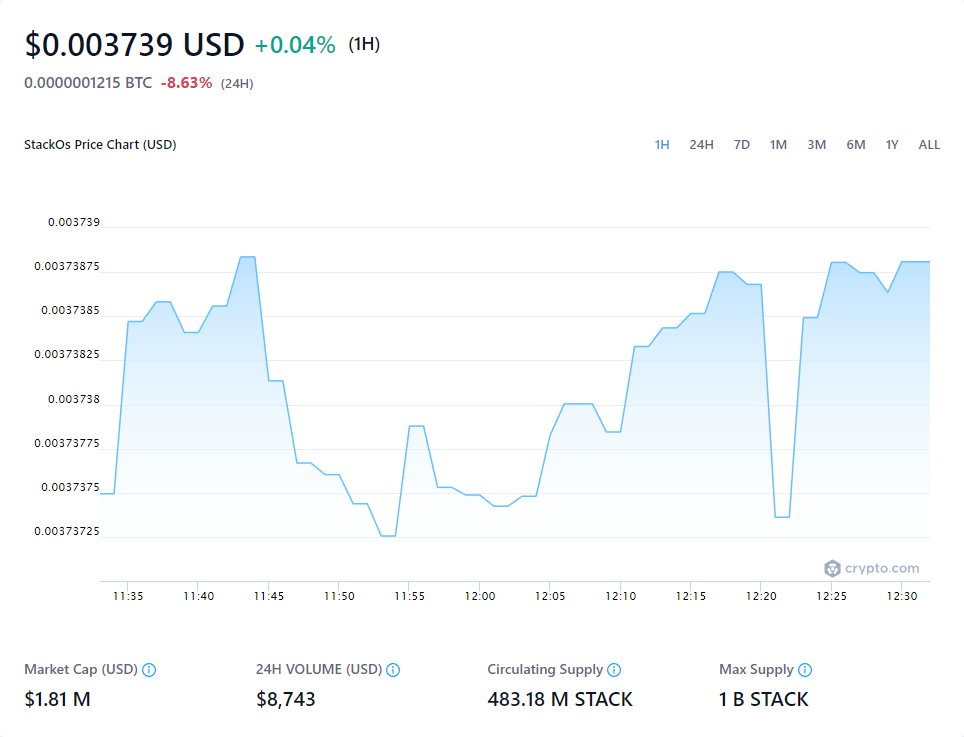 $0.003739 USD +0.04% (1H)
0.0000001215 BTC -8.63% (24H)
StackOs Price Chart (USD)
1H 24H 7D 1M 3M 6M 1Y ALL
0.003739
0.00373875
0.0037385
0.00373825
0.003738
0.00373775
0.0037375
0.00373725
crypto.com
11:35 11:40 11:45 11:50 11:55 12:00 12:05 12:10 12:15 12:20 12:25 12:30
Market Cap (USD) 24H VOLUME (USD) Circulating Supply Max Supply
$1.81 M $8,743 483.18 M STACK 1 B STACK